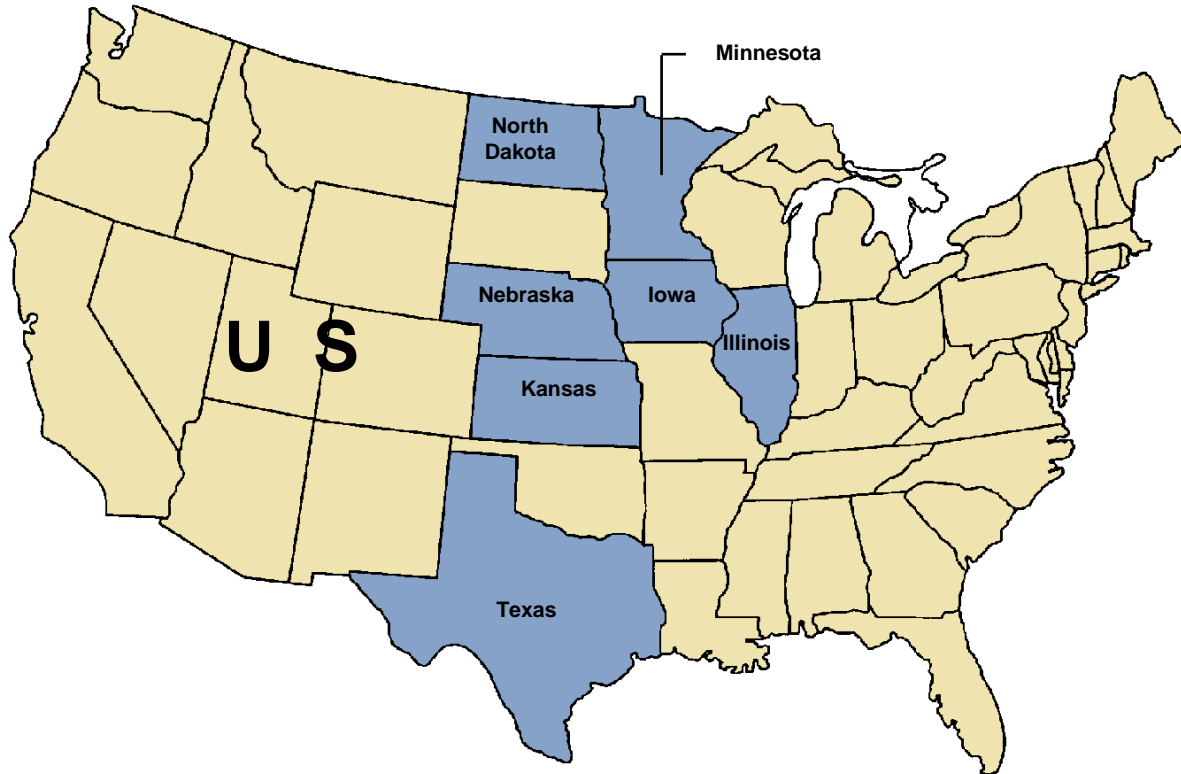 Minnesota
North
Dakota
Nebraska
Iowa
U S
Illinois
Kansas
Texas